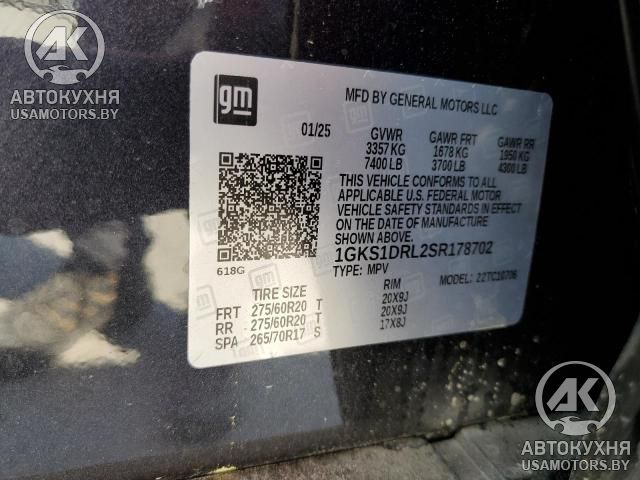 AK
АВТОКУХНЯ
USAMOTORS.BY
gm
MFD BY GENERAL MOTORS LLC
01/25 GVWR GAWR FRT GAWR RR
3357 KG 1678 KG 1950 KG
7400 LB 3700 LB 4300 LB
THIS VEHICLE CONFORMS TO ALL
APPLICABLE U.S. FEDERAL MOTOR
VEHICLE SAFETY STANDARDS IN
EFFECT ON THE DATE OF MANUFACTURE
SHOWN ABOVE.
1GKS1DRL2SR178702
TYPE: MPV MODEL: 22TC10706
618G
TIRE SIZE RIM
FRT 275/60R20 T 20X9J
RR 275/60R20 T 20X9J
SPA 265/70R17 S 17X8J
AK
АВТОКУХНЯ
USAMOTORS.BY